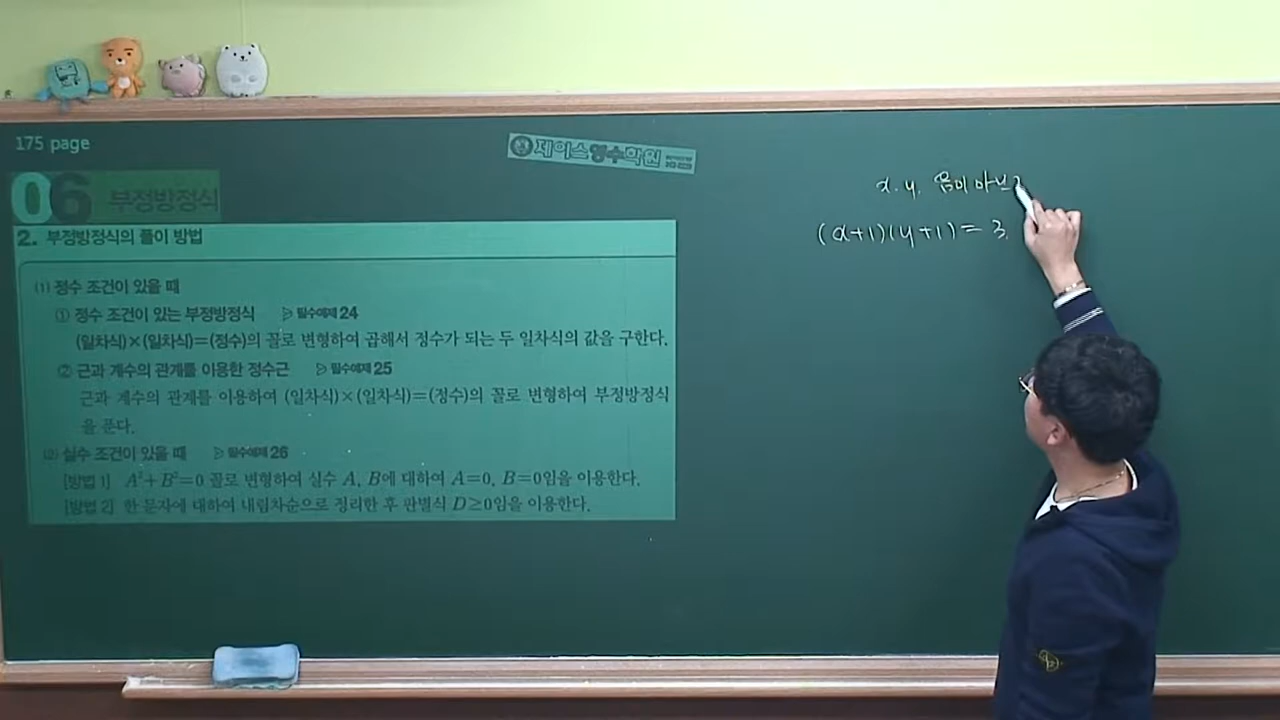 175 page
제이스영수학원
06 부정방정식
2. 부정방정식의 풀이 방법
(1) 정수 조건이 있을 때
① 정수 조건이 있는 부정방정식 ▷ 필수예제 24
(일차식)×(일차식)=(정수)의 꼴로 변형하여 곱해서 정수가 되는 두 일차식의 값을 구한다.
② 근과 계수의 관계를 이용한 정수근 ▷ 필수예제 25
근과 계수의 관계를 이용하여 (일차식)×(일차식)=(정수)의 꼴로 변형하여 부정방정식
을 푼다.
(2) 실수 조건이 있을 때 ▷ 필수예제 26
[방법 1] A²+B²=0 꼴로 변형하여 실수 A, B에 대하여 A=0, B=0임을 이용한다.
[방법 2] 한 문자에 대하여 내림차순으로 정리한 후 판별식 D≥0임을 이용한다.
x, y,
(x+1)(y+1)=3.